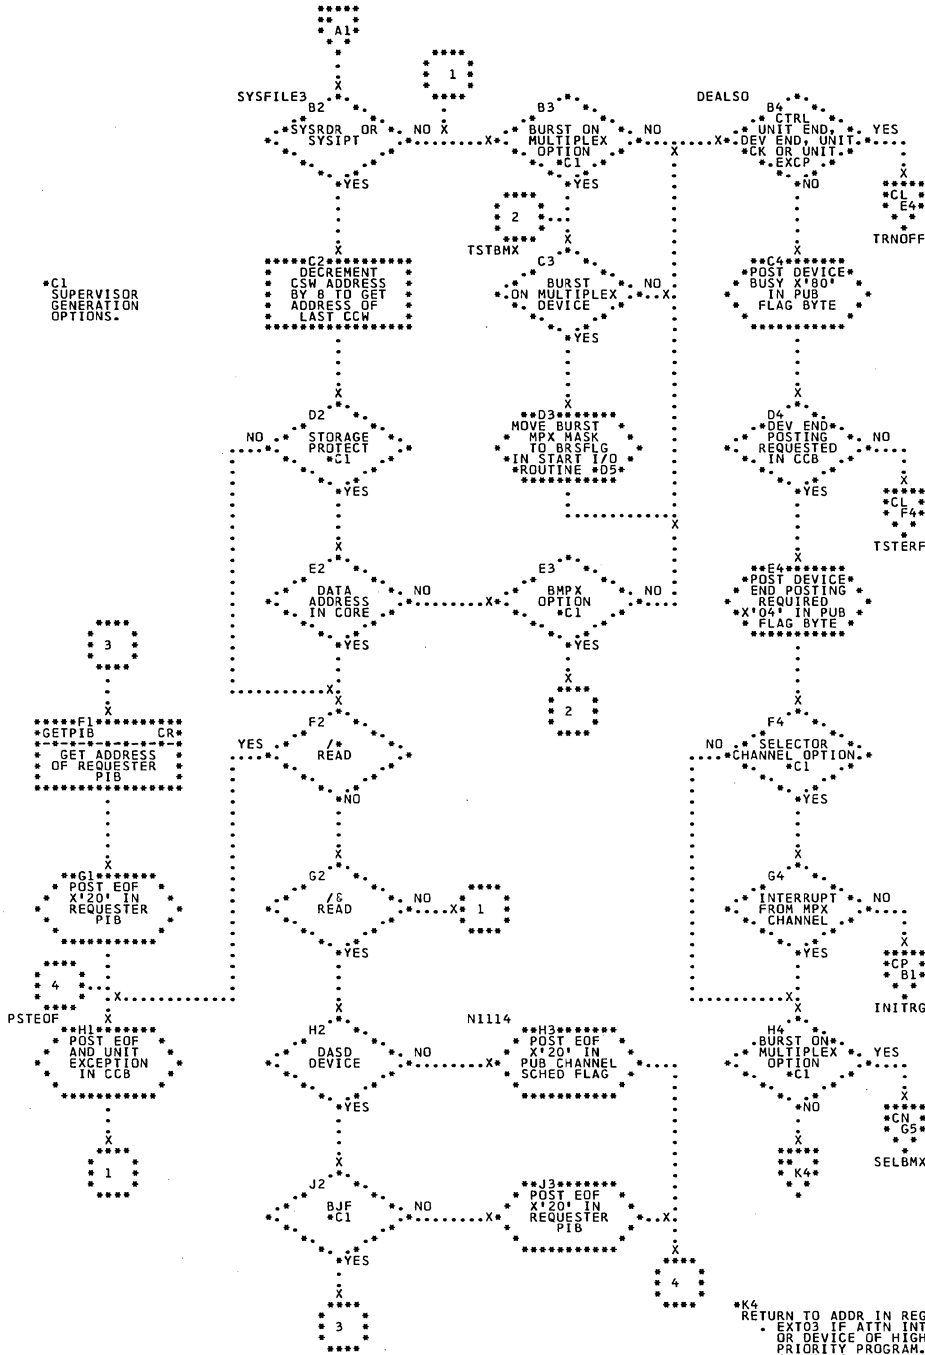 A1
1
SYSFILE3
B2
SYSRDR OR
SYSIPT
NO
YES
B3
BURST ON
MULTIPLEX
OPTION
*C1
NO
YES
DEALSO
B4
CTRL
UNIT END,
DEV END, UNIT
CK OR UNIT
EXCP
YES
NO
CL
E4
TRNOFF
2
TSTBMX
*C1
SUPERVISOR
GENERATION
OPTIONS.
C2
DECREMENT
CSW ADDRESS
BY 8 TO GET
ADDRESS OF
LAST CCW
C3
BURST
ON MULTIPLEX
DEVICE
NO
YES
C4
POST DEVICE
BUSY X'80'
IN PUB
FLAG BYTE
D2
STORAGE
PROTECT
*C1
NO
YES
D3
MOVE BURST
MPX MASK
TO BRSFLG
IN START I/O
ROUTINE *D5*
D4
DEV END
POSTING
REQUESTED
IN CCB
NO
YES
CL
F4
TSTERF
E2
DATA
ADDRESS
IN CORE
NO
YES
E3
BMPX
OPTION
*C1
NO
YES
E4
POST DEVICE
END POSTING
REQUIRED
X'04' IN PUB
FLAG BYTE
3
2
F1
GETPIB CR
GET ADDRESS
OF REQUESTER
PIB
F2
/*
READ
YES
NO
F4
SELECTOR
CHANNEL OPTION
*C1
NO
YES
G1
POST EOF
X'20' IN
REQUESTER
PIB
G2
/&
READ
NO
YES
1
G4
INTERRUPT
FROM MPX
CHANNEL
NO
YES
CP
B1
INITRG
4
PSTEOF
H1
POST EOF
AND UNIT
EXCEPTION
IN CCB
H2
DASD
DEVICE
NO
YES
N1114
H3
POST EOF
X'20' IN
PUB CHANNEL
SCHED FLAG
H4
BURST ON
MULTIPLEX
OPTION
*C1
YES
NO
CN
G5
SELBMX
1
K4
J2
BJF
*C1
NO
YES
J3
POST EOF
X'20' IN
REQUESTER
PIB
4
3
*K4
RETURN TO ADDR IN REG
. EXT03 IF ATTN INT
OR DEVICE OF HIGH
PRIORITY PROGRAM.